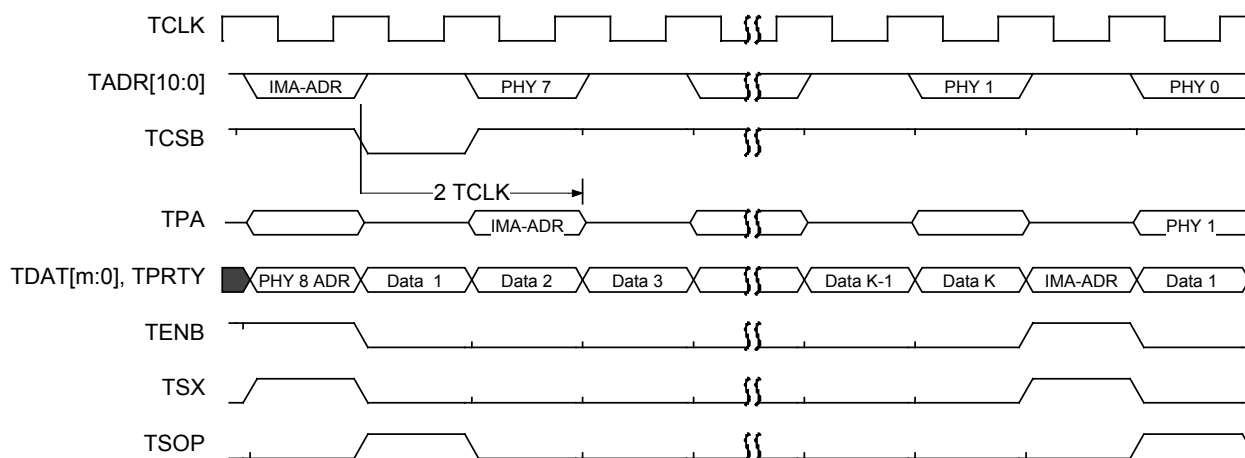 TCLK
TADR[10:0] IMA-ADR PHY 7 PHY 1 PHY 0
TCSB
2 TCLK
TPA IMA-ADR PHY 1
TDAT[m:0], TPRTY PHY 8 ADR Data 1 Data 2 Data 3 Data K-1 Data K IMA-ADR Data 1
TENB
TSX
TSOP